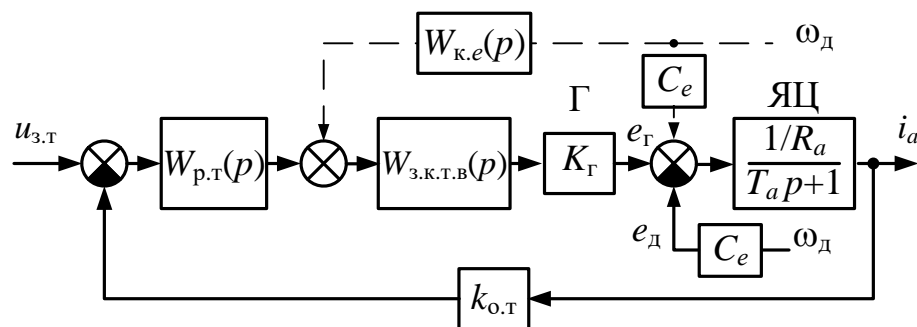 W_к.e(p)
ω_д
C_e
Г
ЯЦ
u_з.т
W_р.т(p)
W_з.к.т.в(p)
K_г
e_г
1/R_a
T_a p+1
i_a
e_д
C_e
ω_д
k_о.т